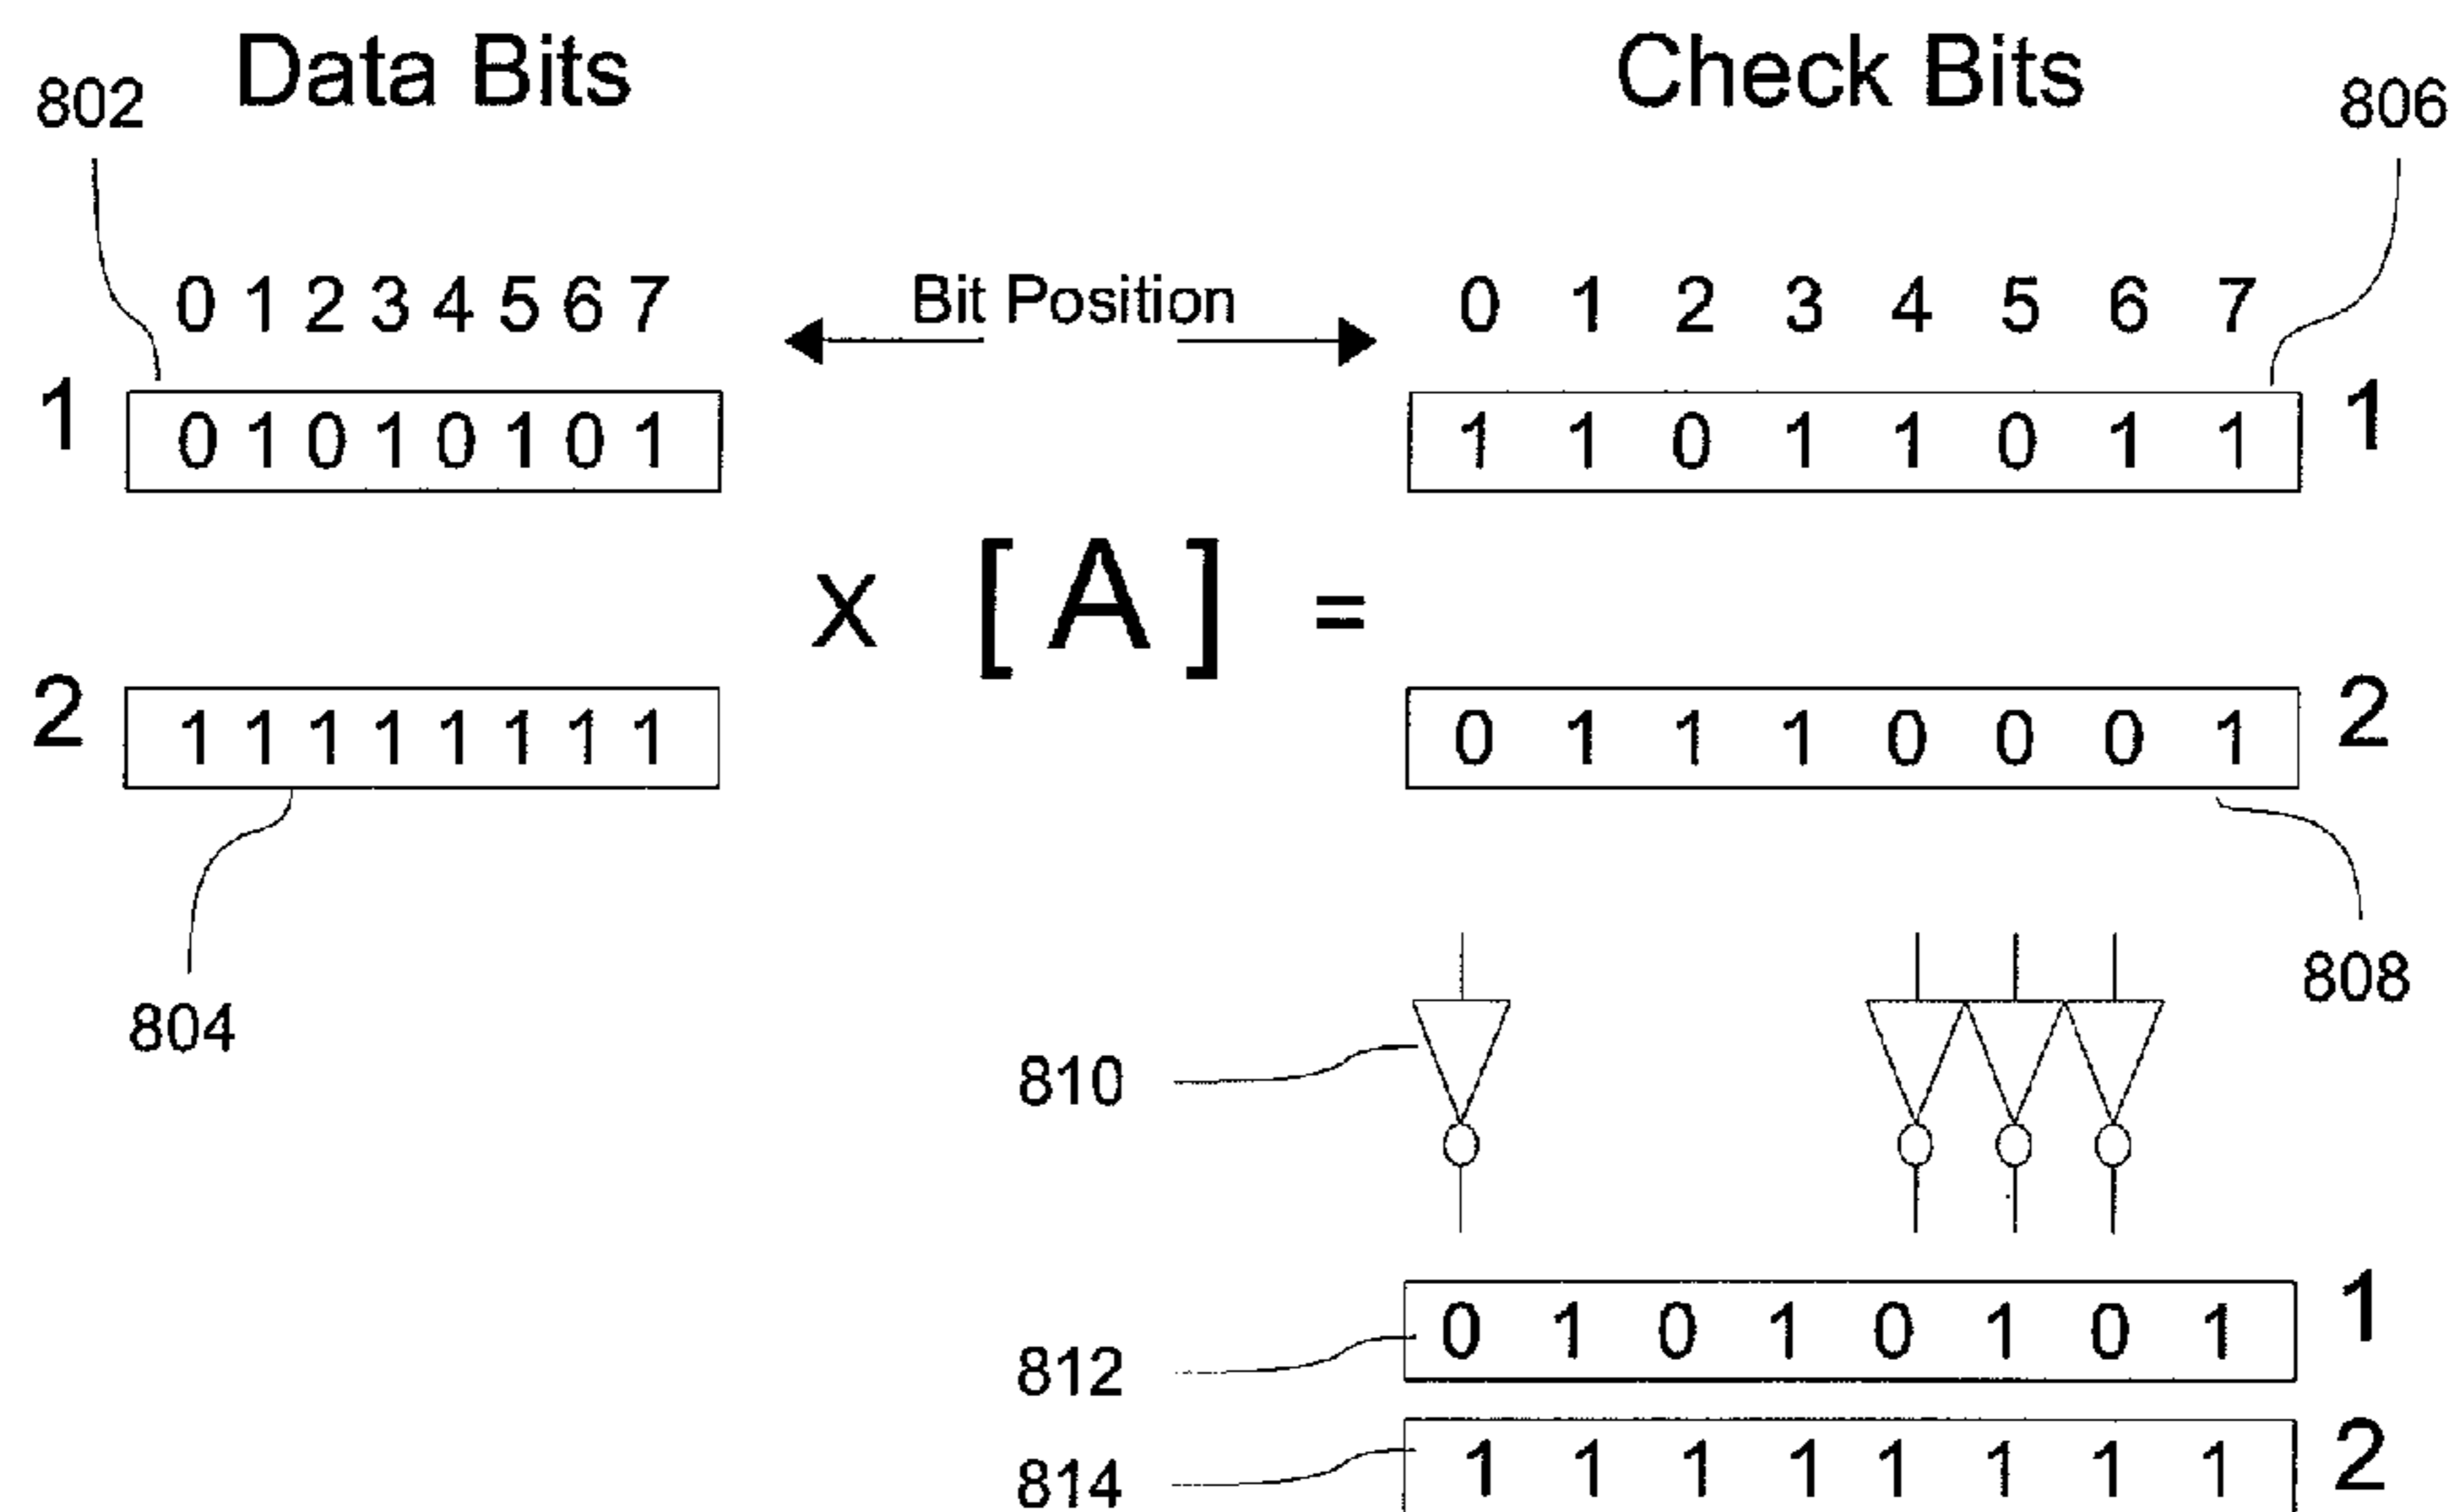 Data Bits Check Bits
802 806
0 1 2 3 4 5 6 7 Bit Position 0 1 2 3 4 5 6 7
1 0 1 0 1 0 1 0 1 1 1 0 1 1 0 1 1 1
x [ A ] =
2 1 1 1 1 1 1 1 1 0 1 1 1 0 0 0 1 2
804 808
810
0 1 0 1 0 1 0 1 1
812
1 1 1 1 1 1 1 1 2
814